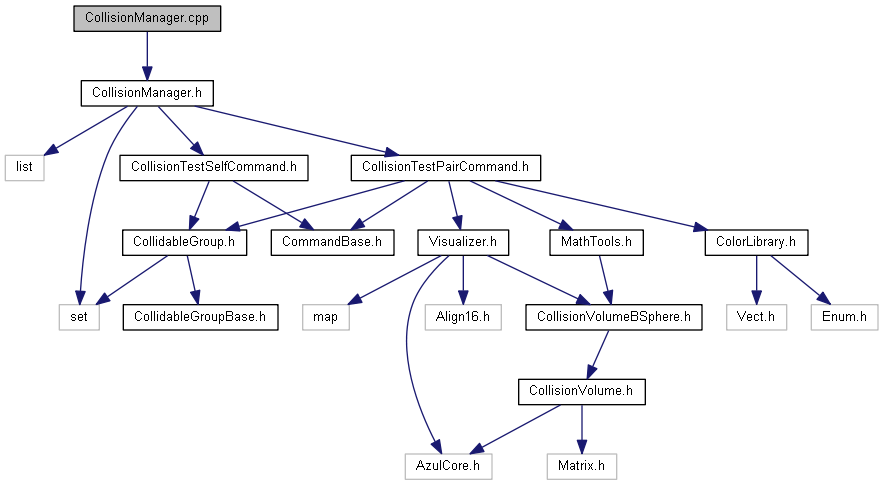 CollisionManager.cpp
CollisionManager.h
list
CollisionTestSelfCommand.h
CollisionTestPairCommand.h
CollidableGroup.h
CommandBase.h
Visualizer.h
MathTools.h
ColorLibrary.h
set
CollidableGroupBase.h
map
Align16.h
CollisionVolumeBSphere.h
Vect.h
Enum.h
CollisionVolume.h
AzulCore.h
Matrix.h